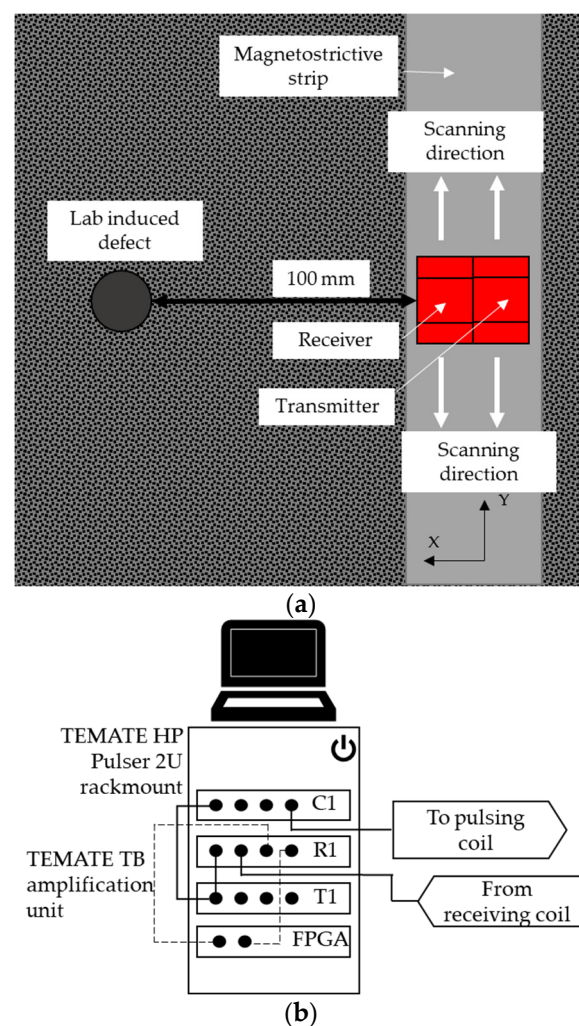 Magnetostrictive
strip
Scanning
direction
Lab induced
defect
100 mm
Receiver
Transmitter
Scanning
direction
Y
X
(a)
TEMATE HP
Pulser 2U
rackmount
C1
To pulsing
coil
R1
TEMATE TB
amplification
unit
T1
From
receiving coil
FPGA
(b)